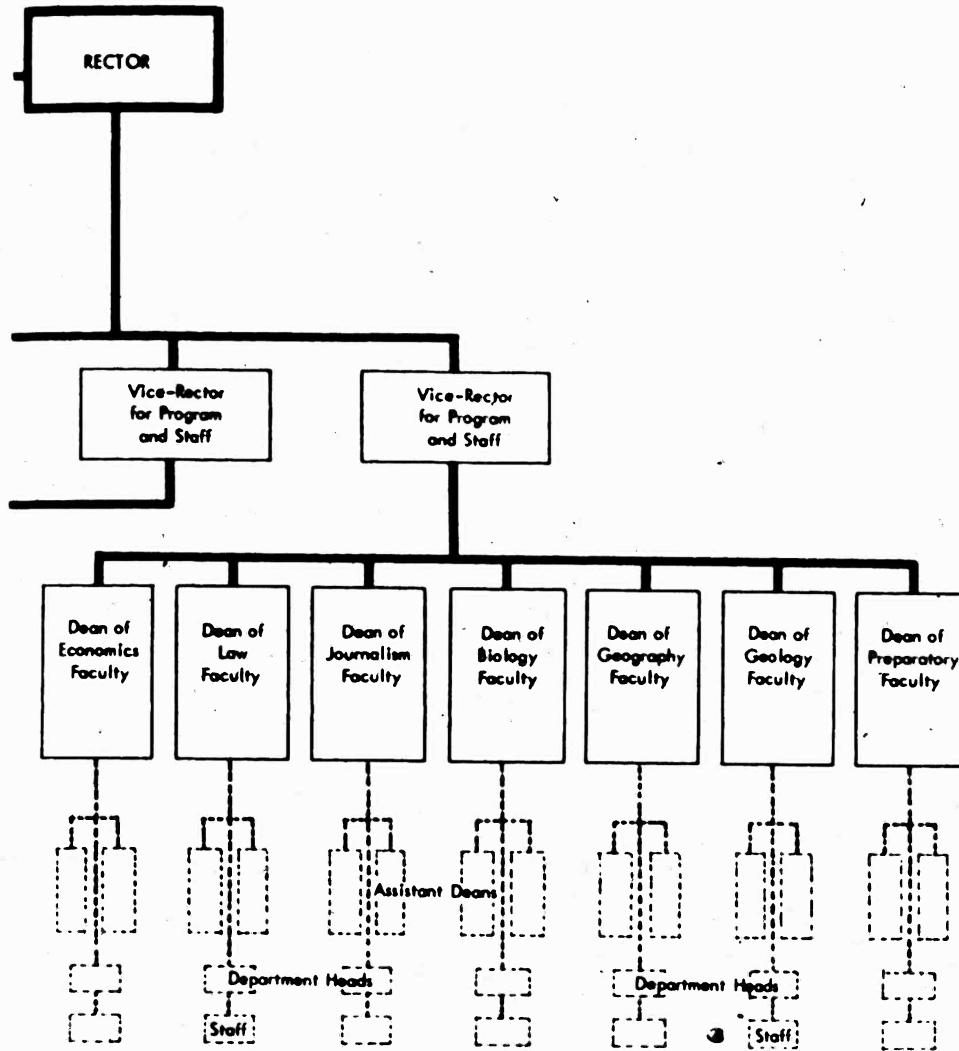 RECTOR
Vice-Rector
for Program
and Staff
Vice-Rector
for Program
and Staff
Dean of
Economics
Faculty
Dean of
Law
Faculty
Dean of
Journalism
Faculty
Dean of
Biology
Faculty
Dean of
Geography
Faculty
Dean of
Geology
Faculty
Dean of
Preparatory
Faculty
Assistant Deans
Department Heads
Department Heads
Staff
Staff